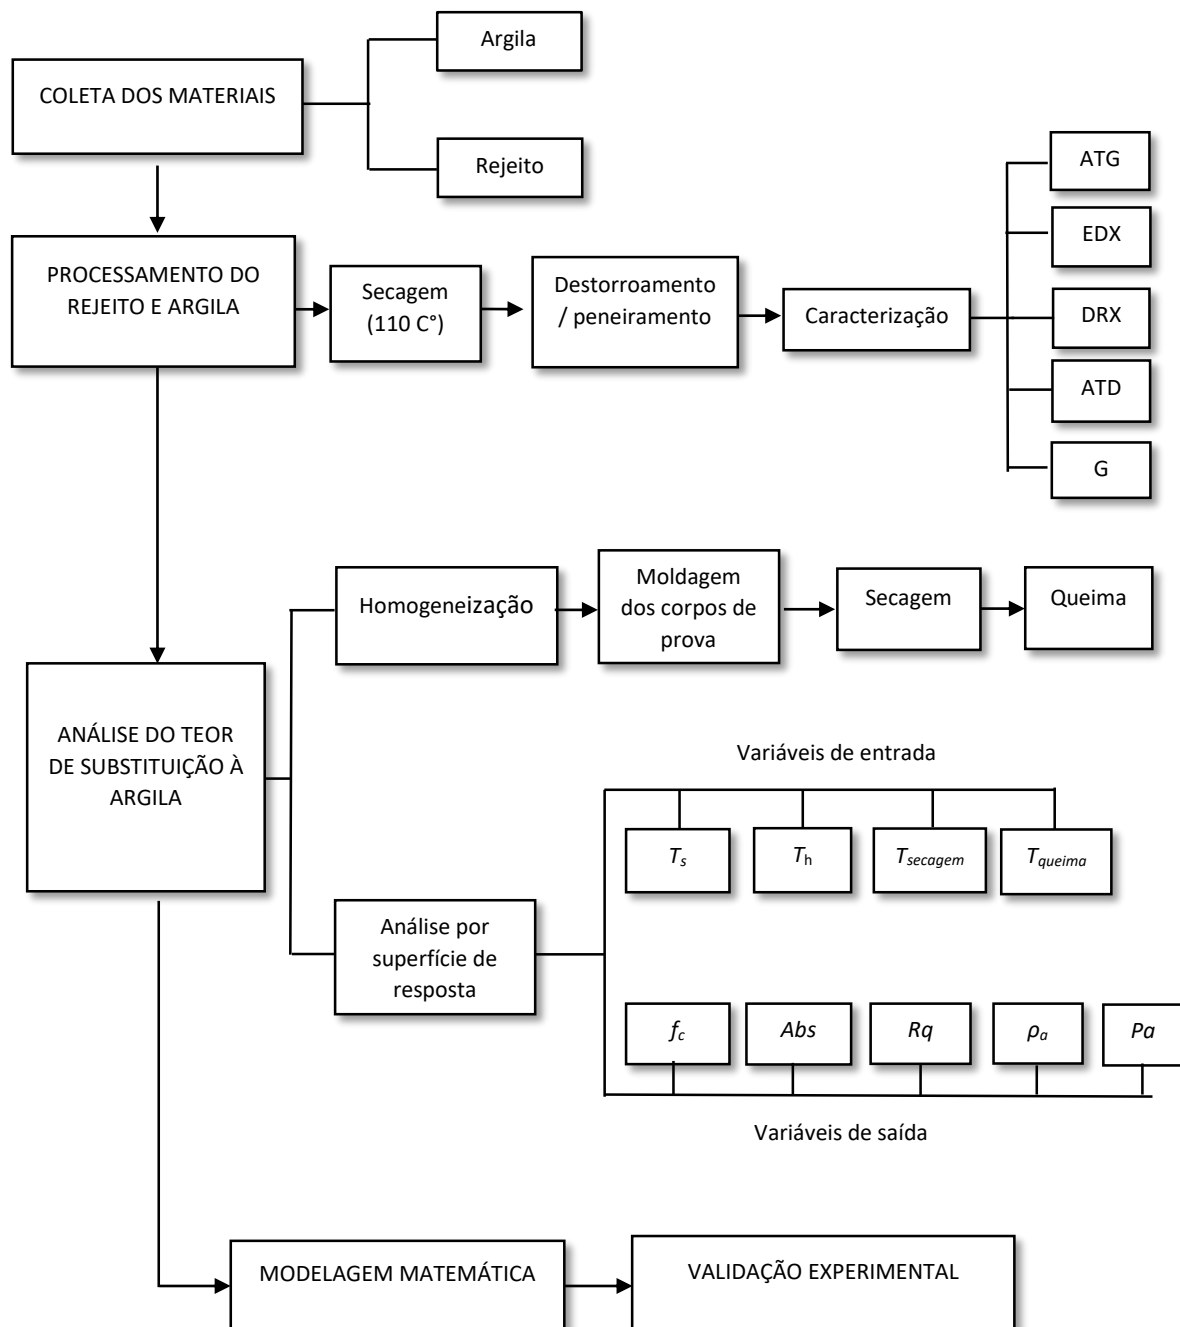 Argila
COLETA DOS MATERIAIS
Rejeito
ATG
EDX
PROCESSAMENTO DO
REJEITO E ARGILA
Secagem
(110 C°)
Destorroamento
/ peneiramento
Caracterização
DRX
ATD
G
Homogeneização
Moldagem
dos corpos de
prova
Secagem
Queima
ANÁLISE DO TEOR
DE SUBSTITUIÇÃO À
ARGILA
Variáveis de entrada
Ts
Th
Tsecagem
Tqueima
Análise por
superfície de
resposta
fc
Abs
Rq
ρa
Pa
Variáveis de saída
MODELAGEM MATEMÁTICA
VALIDAÇÃO EXPERIMENTAL